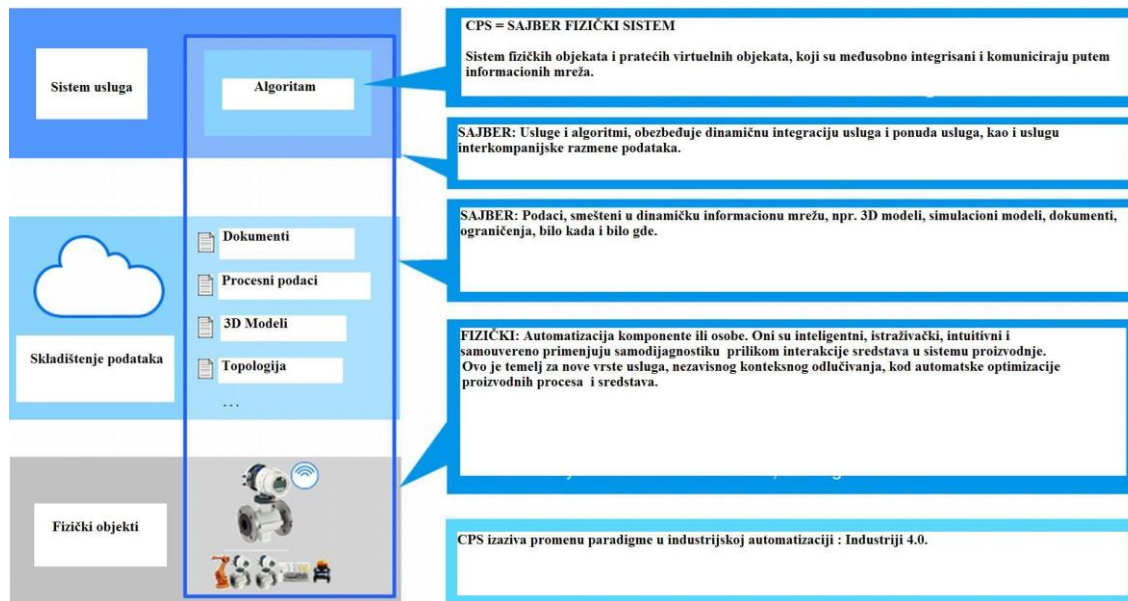 Sistem usluga
Algoritam
Dokumenti
Procesni podaci
3D Modeli
Topologija
...
Skladištenje podataka
Fizički objekti
CPS = SAJBER FIZIČKI SISTEM
Sistem fizičkih objekata i pratećih virtuelnih objekata, koji su međusobno integrisani i komuniciraju putem
informacionih mreža.
SAJBER: Usluge i algoritmi, obezbeđuje dinamičnu integraciju usluga i ponuda usluga, kao i uslugu
interkompanijske razmene podataka.
SAJBER: Podaci, smešteni u dinamičku informacionu mrežu, npr. 3D modeli, simulacioni modeli, dokumenti,
ograničenja, bilo kada i bilo gde.
FIZIČKI: Automatizacija komponente ili osobe. Oni su inteligentni, istraživački, intuitivni i
samouvereno primenjuju samodijagnostiku prilikom interakcije sredstava u sistemu proizvodnje.
Ovo je temelj za nove vrste usluga, nezavisnog konteksnog odlučivanja, kod automatske optimizacije
proizvodnih procesa i sredstava.
CPS izaziva promenu paradigme u industrijskoj automatizaciji : Industriji 4.0.